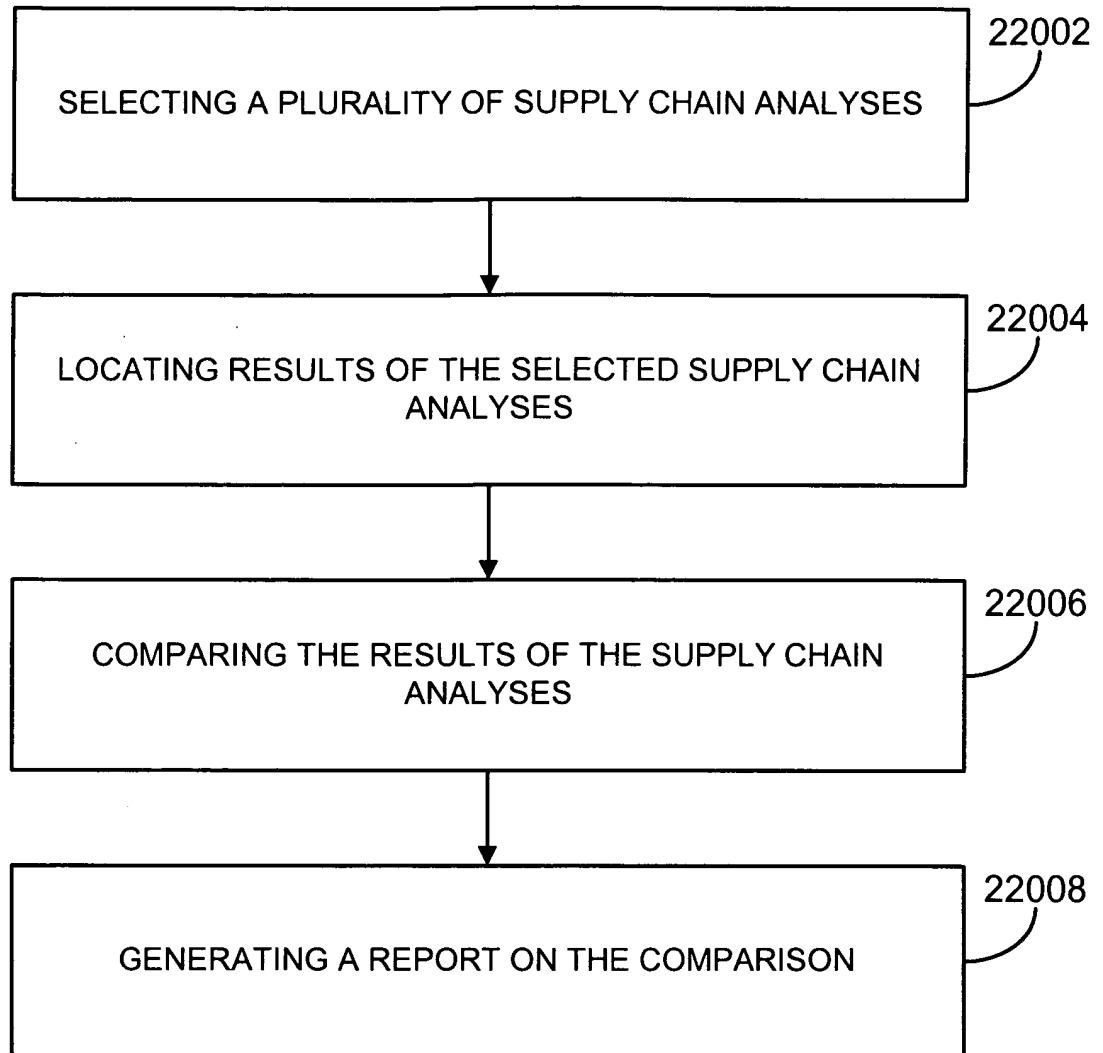 22002
SELECTING A PLURALITY OF SUPPLY CHAIN ANALYSES
22004
LOCATING RESULTS OF THE SELECTED SUPPLY CHAIN
ANALYSES
22006
COMPARING THE RESULTS OF THE SUPPLY CHAIN
ANALYSES
22008
GENERATING A REPORT ON THE COMPARISON